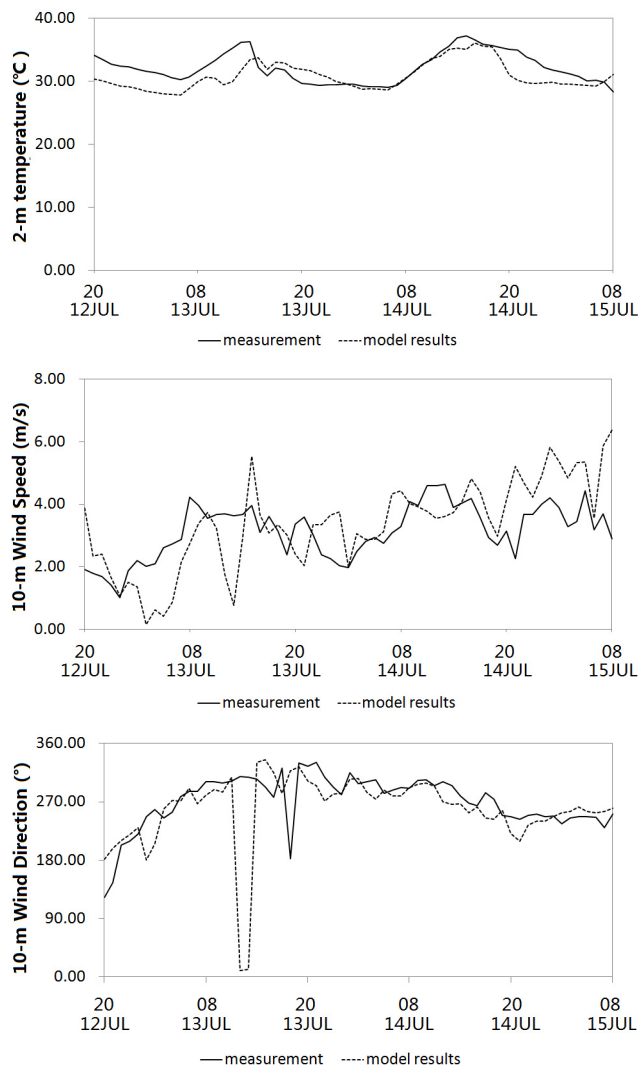 40.00
30.00
20.00
10.00
0.00
2-m temperature (℃)
20 08 20 08 20 08
12JUL 13JUL 13JUL 14JUL 14JUL 15JUL
measurement model results
8.00
6.00
4.00
2.00
0.00
10-m Wind Speed (m/s)
20 08 20 08 20 08
12JUL 13JUL 13JUL 14JUL 14JUL 15JUL
measurement model results
360.00
270.00
180.00
90.00
0.00
10-m Wind Direction (°)
20 08 20 08 20 08
12JUL 13JUL 13JUL 14JUL 14JUL 15JUL
measurement model results